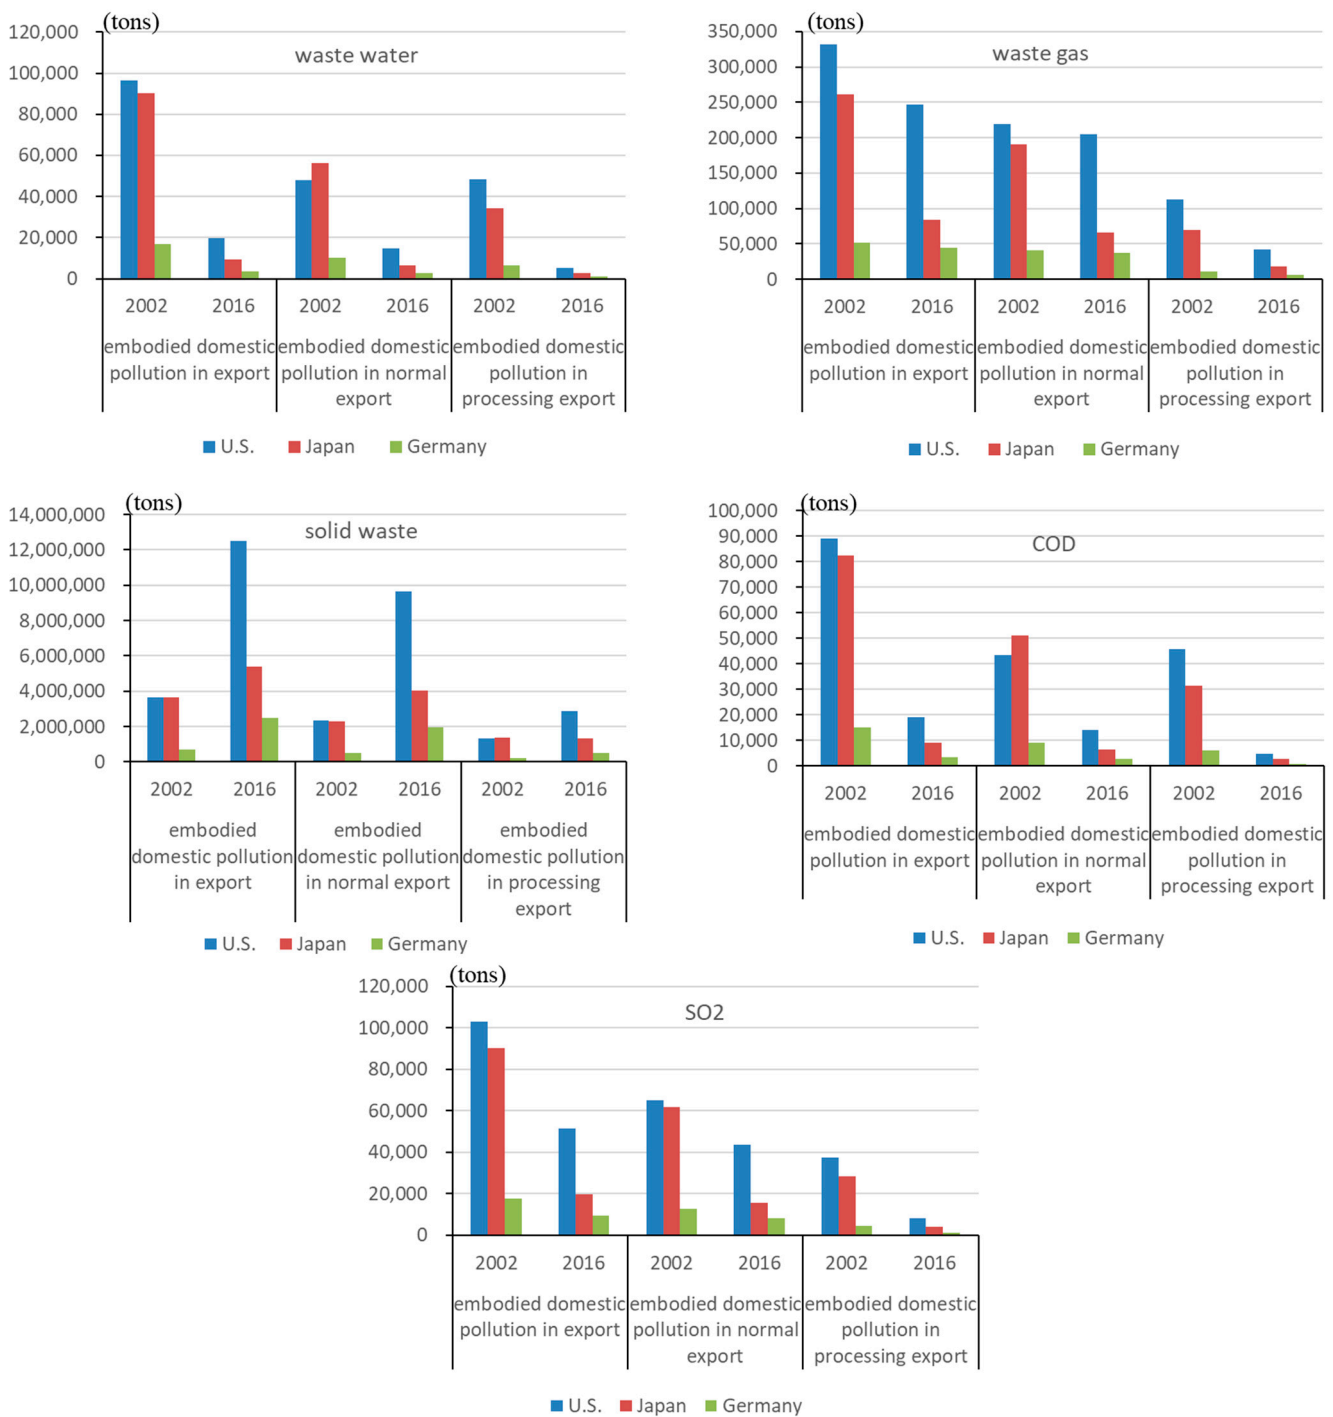 (tons)
waste water
120,000
100,000
80,000
60,000
40,000
20,000
0
2002 2016 2002 2016 2002 2016
embodied domestic embodied domestic embodied domestic
pollution in export pollution in normal pollution in
export processing export
U.S. Japan Germany
(tons)
waste gas
350,000
300,000
250,000
200,000
150,000
100,000
50,000
0
2002 2016 2002 2016 2002 2016
embodied domestic embodied domestic embodied domestic
pollution in export pollution in normal pollution in
export processing export
U.S. Japan Germany
(tons)
solid waste
14,000,000
12,000,000
10,000,000
8,000,000
6,000,000
4,000,000
2,000,000
0
2002 2016 2002 2016 2002 2016
embodied embodied embodied
domestic pollution domestic pollution domestic pollution
in export in normal export in processing
export
U.S. Japan Germany
(tons)
COD
100,000
90,000
80,000
70,000
60,000
50,000
40,000
30,000
20,000
10,000
0
2002 2016 2002 2016 2002 2016
embodied domestic embodied domestic embodied domestic
pollution in export pollution in normal pollution in
export processing export
U.S. Japan Germany
(tons)
SO2
120,000
100,000
80,000
60,000
40,000
20,000
0
2002 2016 2002 2016 2002 2016
embodied domestic embodied domestic embodied domestic
pollution in export pollution in normal pollution in
export processing export
U.S. Japan Germany